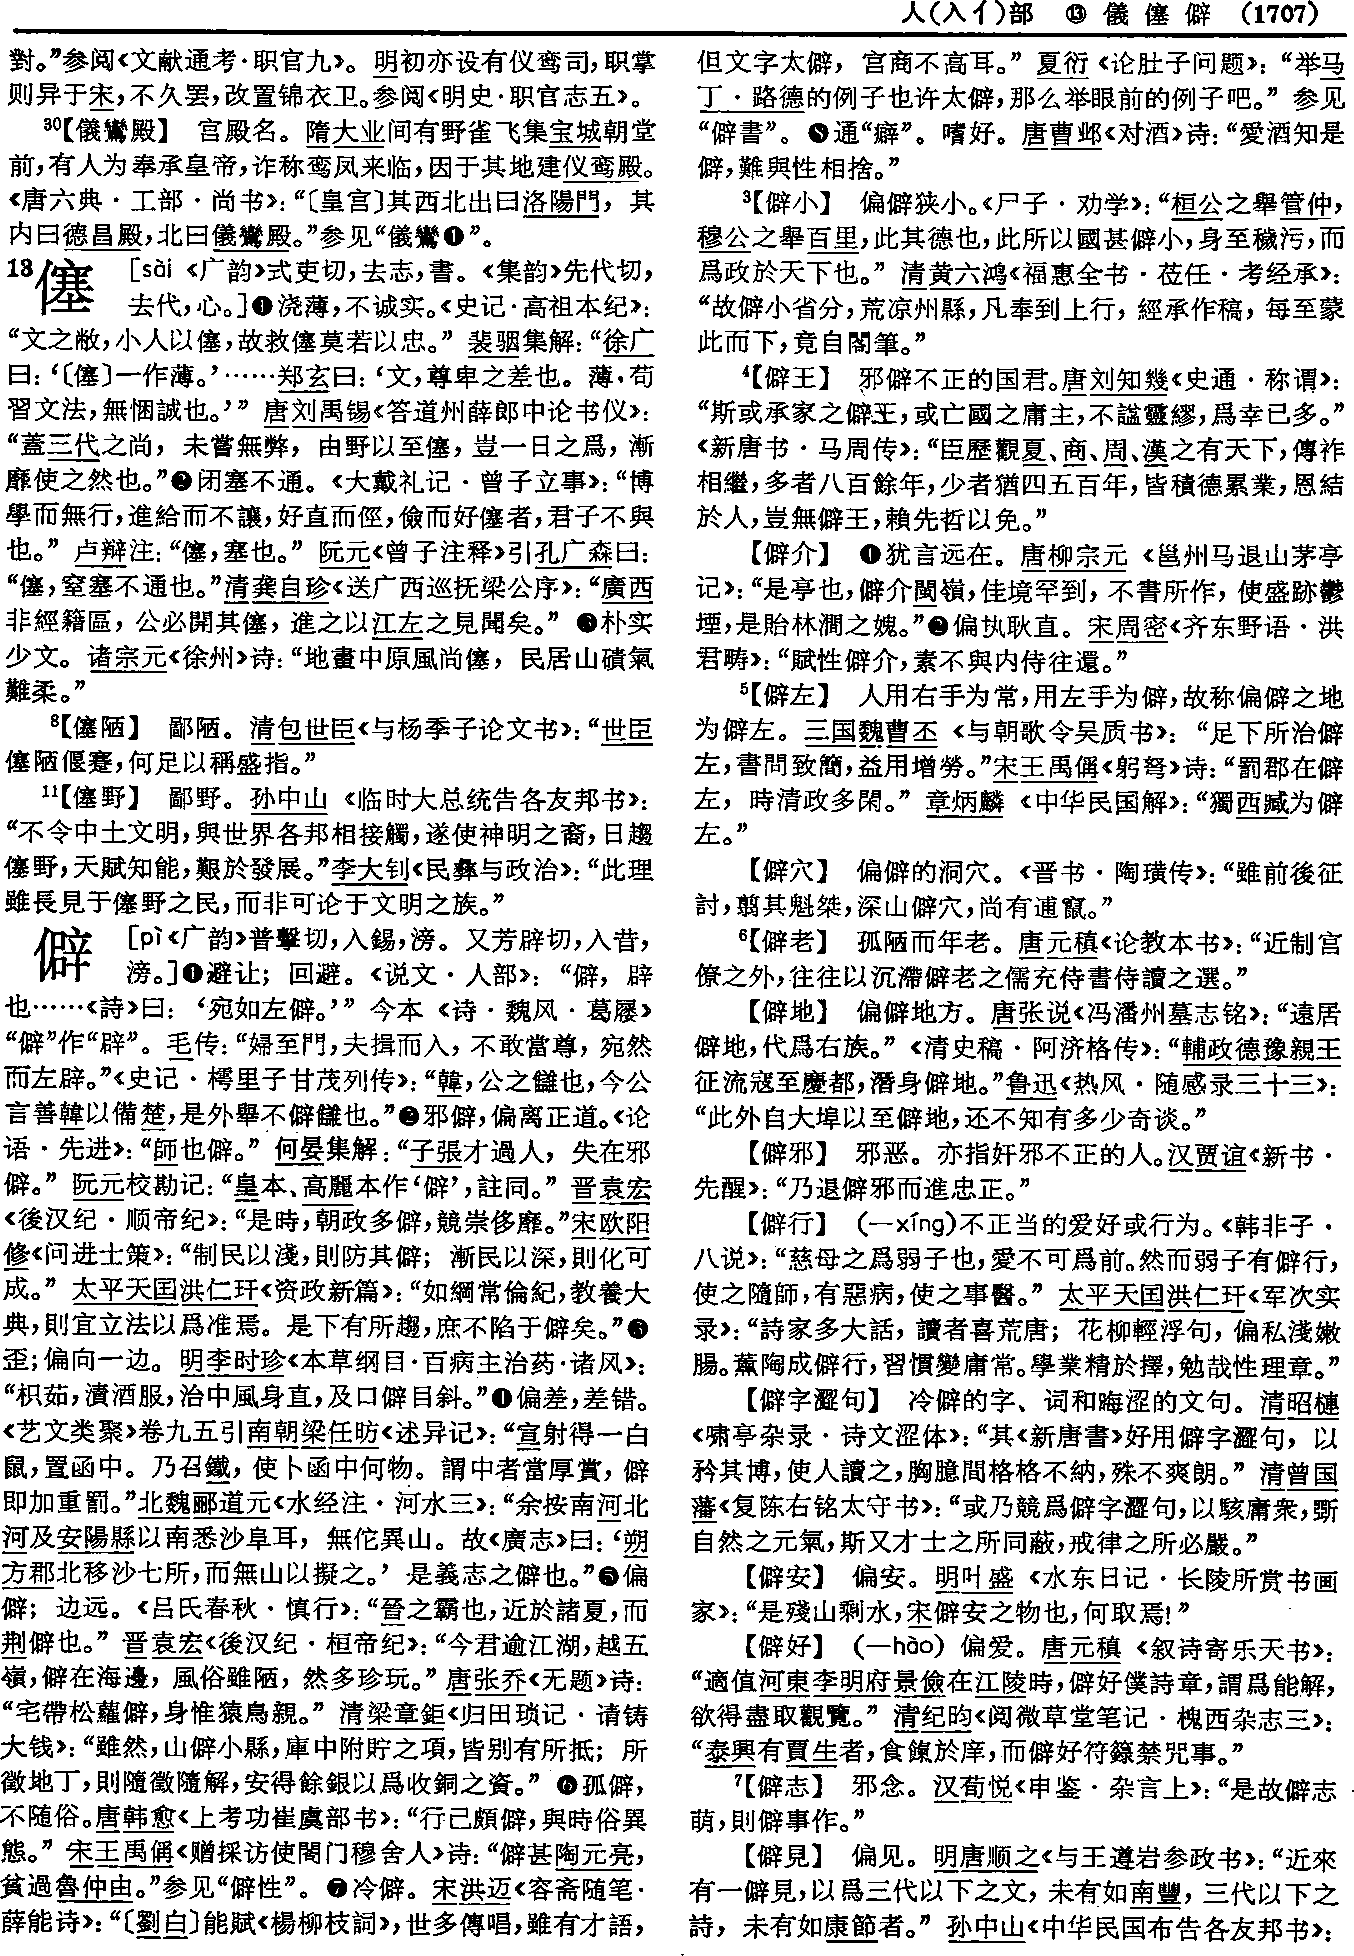 人(入亻)部 ⑬ 儀僿僻 (1707)
對。”参阅《文献通考·职官九》。明初亦设有仪鸾司，职掌
则异于宋，不久罢，改置锦衣卫。参阅《明史·职官志五》。
30【儀鸞殿】 宫殿名。隋大业间有野雀飞集宝城朝堂
前，有人为奉承皇帝，诈称鸾凤来临，因于其地建仪鸾殿。
《唐六典·工部·尚书》：“〔皇宫〕其西北出曰洛陽門，其
内曰德昌殿，北曰儀鸞殿。”参见“儀鸞❶”。
13僿 [sài《广韵》式吏切，去志，書。《集韵》先代切，
去代，心。]❶浇薄，不诚实。《史记·高祖本纪》：
“文之敝，小人以僿，故救僿莫若以忠。”裴骃集解：“徐广
曰：‘〔僿〕一作薄。’……郑玄曰：‘文，尊卑之差也。薄，苟
習文法，無悃誠也。’”唐刘禹锡《答道州薛郎中论书仪》：
“蓋三代之尚，未嘗無弊，由野以至僿，豈一日之爲，漸
靡使之然也。”❷闭塞不通。《大戴礼记·曾子立事》：“博
學而無行，進給而不讓，好直而俓，儉而好僿者，君子不與
也。”卢辩注：“僿，塞也。”阮元《曾子注释》引孔广森曰：
“僿，窒塞不通也。”清龚自珍《送广西巡抚梁公序》：“廣西
非經籍區，公必開其僿，進之以江左之見聞矣。”❸朴实
少文。诸宗元《徐州》诗：“地畫中原風尚僿，民居山磧氣
難柔。”
8【僿陋】 鄙陋。清包世臣《与杨季子论文书》：“世臣
僿陋偃蹇，何足以稱盛指。”
11【僿野】 鄙野。孙中山《临时大总统告各友邦书》：
“不令中土文明，與世界各邦相接觸，遂使神明之裔，日趨
僿野，天賦知能，艱於發展。”李大钊《民彝与政治》：“此理
雖長見于僿野之民，而非可论于文明之族。”
僻 [pì《广韵》普擊切，入錫，滂。又芳辟切，入昔，
滂。]❶避让；回避。《说文·人部》：“僻，辟
也……《詩》曰：‘宛如左僻。’”今本《诗·魏风·葛屦》
“僻”作“辟”。毛传：“婦至門，夫揖而入，不敢當尊，宛然
而左辟。”《史记·樗里子甘茂列传》：“韓，公之讎也，今公
言善韓以備楚，是外舉不僻讎也。”❷邪僻，偏离正道。《论
语·先进》：“師也僻。”何晏集解：“子張才過人，失在邪
僻。”阮元校勘记：“皇本、高麗本作‘僻’，註同。”晋袁宏
《後汉纪·顺帝纪》：“是時，朝政多僻，競崇侈靡。”宋欧阳
修《问进士策》：“制民以淺，則防其僻；漸民以深，則化可
成。”太平天囯洪仁玕《资政新篇》：“如綱常倫紀，教養大
典，則宜立法以爲准焉。是下有所趨，庶不陷于僻矣。”❸
歪；偏向一边。明李时珍《本草纲目·百病主治药·诸风》：
“枳茹，漬酒服，治中風身直，及口僻目斜。”❹偏差，差错。
《艺文类聚》卷九五引南朝梁任昉《述异记》：“宣射得一白
鼠，置函中。乃召鐵，使卜函中何物。謂中者當厚賞，僻
即加重罰。”北魏郦道元《水经注·河水三》：“余按南河北
河及安陽縣以南悉沙阜耳，無佗異山。故《廣志》曰：‘朔
方郡北移沙七所，而無山以擬之。’是義志之僻也。”❺偏
僻；边远。《吕氏春秋·慎行》：“晉之霸也，近於諸夏，而
荆僻也。”晋袁宏《後汉纪·桓帝纪》：“今君逾江湖，越五
嶺，僻在海邊，風俗雖陋，然多珍玩。”唐张乔《无题》诗：
“宅帶松蘿僻，身惟猿鳥親。”清梁章鉅《归田琐记·请铸
大钱》：“雖然，山僻小縣，庫中附貯之項，皆别有所抵；所
徵地丁，則隨徵隨解，安得餘銀以爲收銅之資。”❻孤僻，
不随俗。唐韩愈《上考功崔虞部书》：“行己頗僻，與時俗異
態。”宋王禹偁《赠採访使閤门穆舍人》诗：“僻甚陶元亮，
貧過魯仲由。”参见“僻性”。❼冷僻。宋洪迈《容斋随笔·
薛能诗》：“〔劉白〕能賦《楊柳枝詞》，世多傳唱，雖有才語，
但文字太僻，宫商不高耳。”夏衍《论肚子问题》：“举马
丁·路德的例子也许太僻，那么举眼前的例子吧。”参见
“僻書”。❽通“癖”。嗜好。唐曹邺《对酒》诗：“愛酒知是
僻，難與性相捨。”
3【僻小】 偏僻狭小。《尸子·劝学》：“桓公之舉管仲，
穆公之舉百里，此其德也，此所以國甚僻小，身至穢污，而
爲政於天下也。”清黄六鸿《福惠全书·莅任·考经承》：
“故僻小省分，荒凉州縣，凡奉到上行，經承作稿，每至蒙
此而下，竟自閣筆。”
4【僻王】 邪僻不正的国君。唐刘知幾《史通·称谓》：
“斯或承家之僻王，或亡國之庸主，不謚靈繆，爲幸已多。”
《新唐书·马周传》：“臣歷觀夏、商、周、漢之有天下，傳祚
相繼，多者八百餘年，少者猶四五百年，皆積德累業，恩結
於人，豈無僻王，賴先哲以免。”
【僻介】 ❶犹言远在。唐柳宗元《邕州马退山茅亭
记》：“是亭也，僻介閩嶺，佳境罕到，不書所作，使盛跡鬱
堙，是貽林澗之媿。”❷偏执耿直。宋周密《齐东野语·洪
君畴》：“賦性僻介，素不與内侍往還。”
5【僻左】 人用右手为常，用左手为僻，故称偏僻之地
为僻左。三国魏曹丕《与朝歌令吴质书》：“足下所治僻
左，書問致簡，益用增勞。”宋王禹偁《躬弩》诗：“罰郡在僻
左，時清政多閑。”章炳麟《中华民国解》：“獨西臧为僻
左。”
【僻穴】 偏僻的洞穴。《晋书·陶璜传》：“雖前後征
討，翦其魁桀，深山僻穴，尚有逋竄。”
6【僻老】 孤陋而年老。唐元稹《论教本书》：“近制宫
僚之外，往往以沉滯僻老之儒充侍書侍讀之選。”
【僻地】 偏僻地方。唐张说《冯潘州墓志铭》：“遠居
僻地，代爲右族。”《清史稿·阿济格传》：“輔政德豫親王
征流寇至慶都，潛身僻地。”鲁迅《热风·随感录三十三》：
“此外自大埠以至僻地，还不知有多少奇谈。”
【僻邪】 邪恶。亦指奸邪不正的人。汉贾谊《新书·
先醒》：“乃退僻邪而進忠正。”
【僻行】 (—xíng)不正当的爱好或行为。《韩非子·
八说》：“慈母之爲弱子也，愛不可爲前。然而弱子有僻行，
使之隨師，有惡病，使之事醫。”太平天囯洪仁玕《军次实
录》：“詩家多大話，讀者喜荒唐；花柳輕浮句，偏私淺嫩
腸。薰陶成僻行，習慣變庸常。學業精於擇，勉哉性理章。”
【僻字澀句】 冷僻的字、词和晦涩的文句。清昭槤
《啸亭杂录·诗文涩体》：“其《新唐書》好用僻字澀句，以
矜其博，使人讀之，胸臆間格格不納，殊不爽朗。”清曾国
藩《复陈右铭太守书》：“或乃競爲僻字澀句，以駭庸衆，斲
自然之元氣，斯又才士之所同蔽，戒律之所必嚴。”
【僻安】 偏安。明叶盛《水东日记·长陵所赏书画
家》：“是殘山剩水，宋僻安之物也，何取焉！”
【僻好】 (—hào) 偏爱。唐元稹《叙诗寄乐天书》：
“適值河東李明府景儉在江陵時，僻好僕詩章，謂爲能解，
欲得盡取觀覽。”清纪昀《阅微草堂笔记·槐西杂志三》：
“泰興有賈生者，食餼於庠，而僻好符籙禁咒事。”
7【僻志】 邪念。汉荀悦《申鉴·杂言上》：“是故僻志
萌，則僻事作。”
【僻見】 偏见。明唐顺之《与王遵岩参政书》：“近來
有一僻見，以爲三代以下之文，未有如南豐，三代以下之
詩，未有如康節者。”孙中山《中华民国布告各友邦书》：